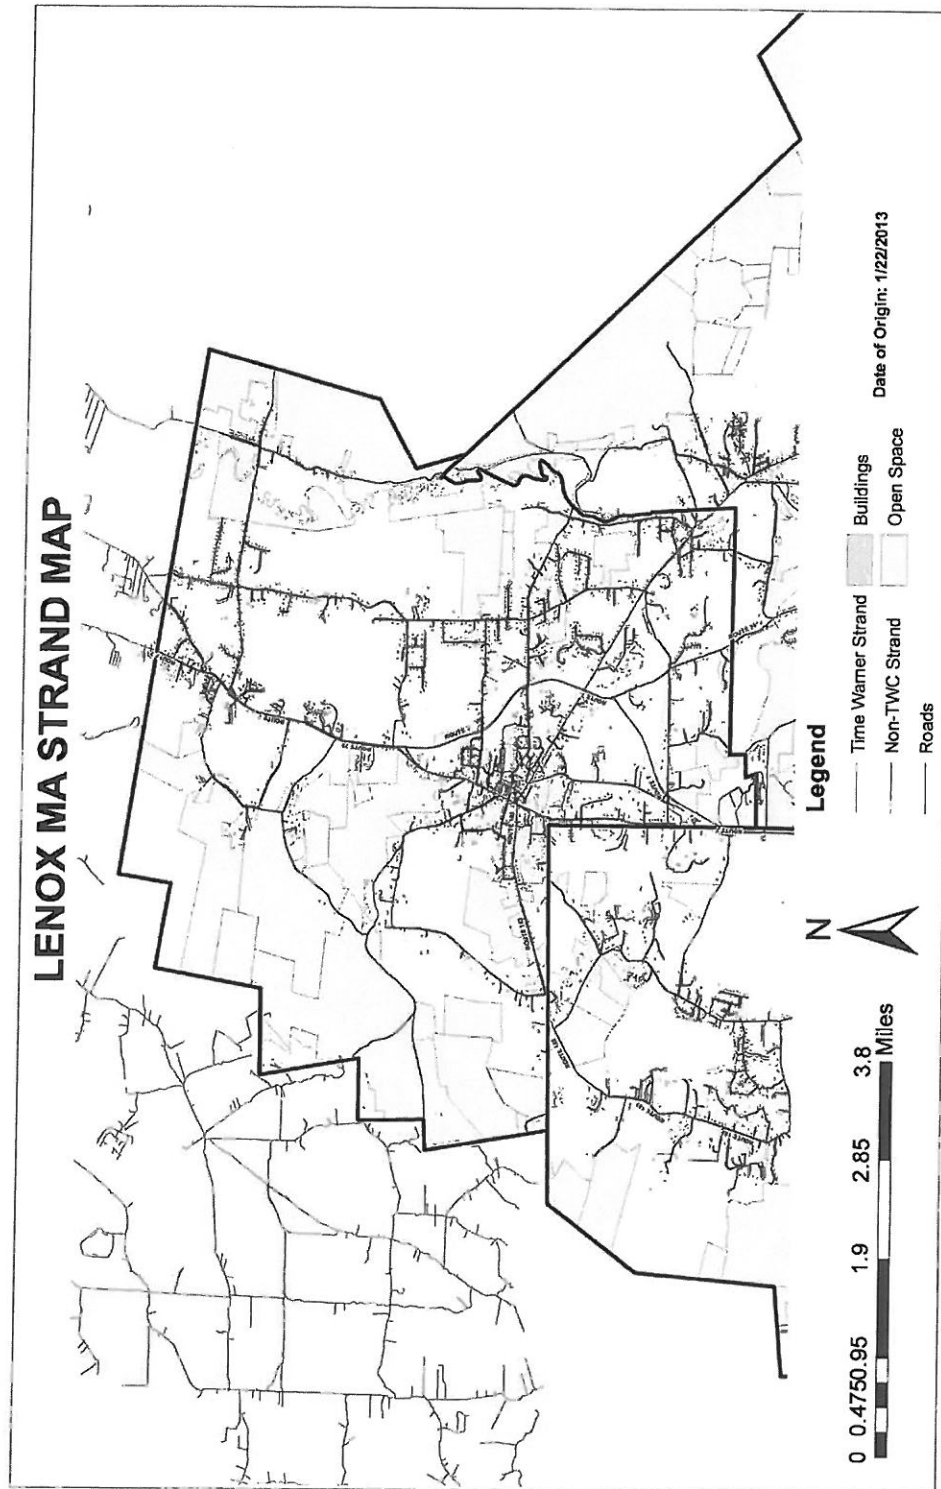 LENOX MA STRAND MAP
Legend
Time Warner Strand
Non-TWC Strand
Roads
Buildings
Open Space
Date of Origin: 1/22/2013
N
0 0.4750.95 1.9 2.85 3.8
Miles